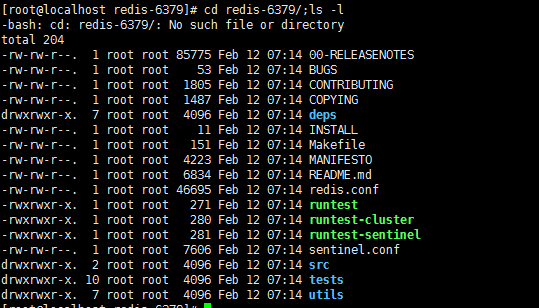 [root@localhost redis-6379]# cd redis-6379/;ls -l
-bash: cd: redis-6379/: No such file or directory
total 204
-rw-rw-r--. 1 root root 85775 Feb 12 07:14 00-RELEASENOTES
-rw-rw-r--. 1 root root 53 Feb 12 07:14 BUGS
-rw-rw-r--. 1 root root 1805 Feb 12 07:14 CONTRIBUTING
-rw-rw-r--. 1 root root 1487 Feb 12 07:14 COPYING
drwxrwxr-x. 7 root root 4096 Feb 12 07:14 deps
-rw-rw-r--. 1 root root 11 Feb 12 07:14 INSTALL
-rw-rw-r--. 1 root root 151 Feb 12 07:14 Makefile
-rw-rw-r--. 1 root root 4223 Feb 12 07:14 MANIFESTO
-rw-rw-r--. 1 root root 6834 Feb 12 07:14 README.md
-rw-rw-r--. 1 root root 46695 Feb 12 07:14 redis.conf
-rwxrwxr-x. 1 root root 271 Feb 12 07:14 runtest
-rwxrwxr-x. 1 root root 280 Feb 12 07:14 runtest-cluster
-rwxrwxr-x. 1 root root 281 Feb 12 07:14 runtest-sentinel
-rw-rw-r--. 1 root root 7606 Feb 12 07:14 sentinel.conf
drwxrwxr-x. 2 root root 4096 Feb 12 07:14 src
drwxrwxr-x. 10 root root 4096 Feb 12 07:14 tests
drwxrwxr-x. 7 root root 4096 Feb 12 07:14 utils
[root@localhost redis-6379]#